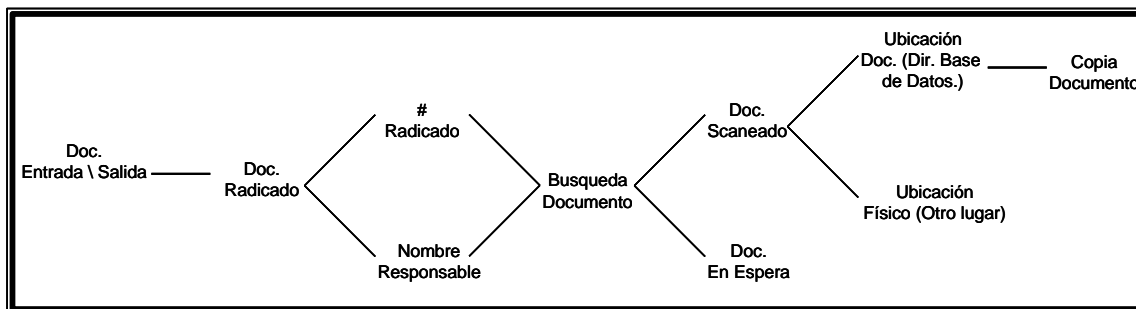 Doc.
Entrada \ Salida
Doc.
Radicado
#
Radicado
Nombre
Responsable
Busqueda
Documento
Doc.
Scaneado
Doc.
En Espera
Ubicación
Doc. (Dir. Base
de Datos.)
Ubicación
Físico (Otro lugar)
Copia
Documento